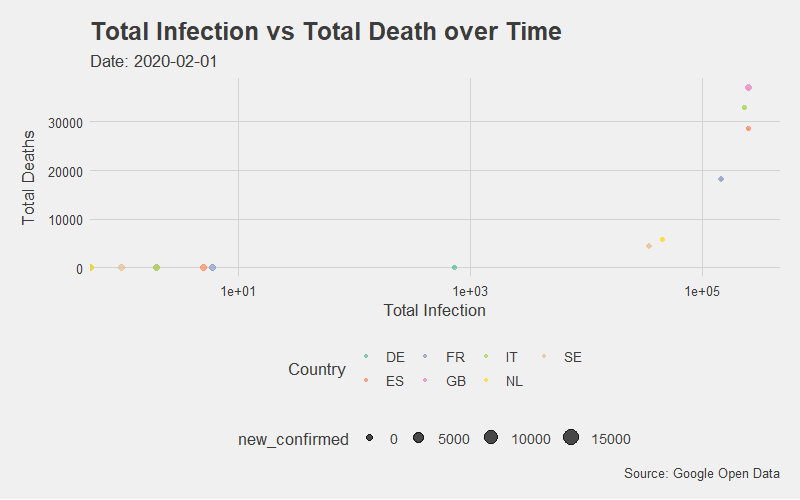 Total Infection vs Total Death over Time
Date: 2020-02-01
Total Deaths
30000
20000
10000
0
1e+01 1e+03 1e+05
Total Infection
Country DE FR IT SE
ES GB NL
new_confirmed 0 5000 10000 15000
Source: Google Open Data